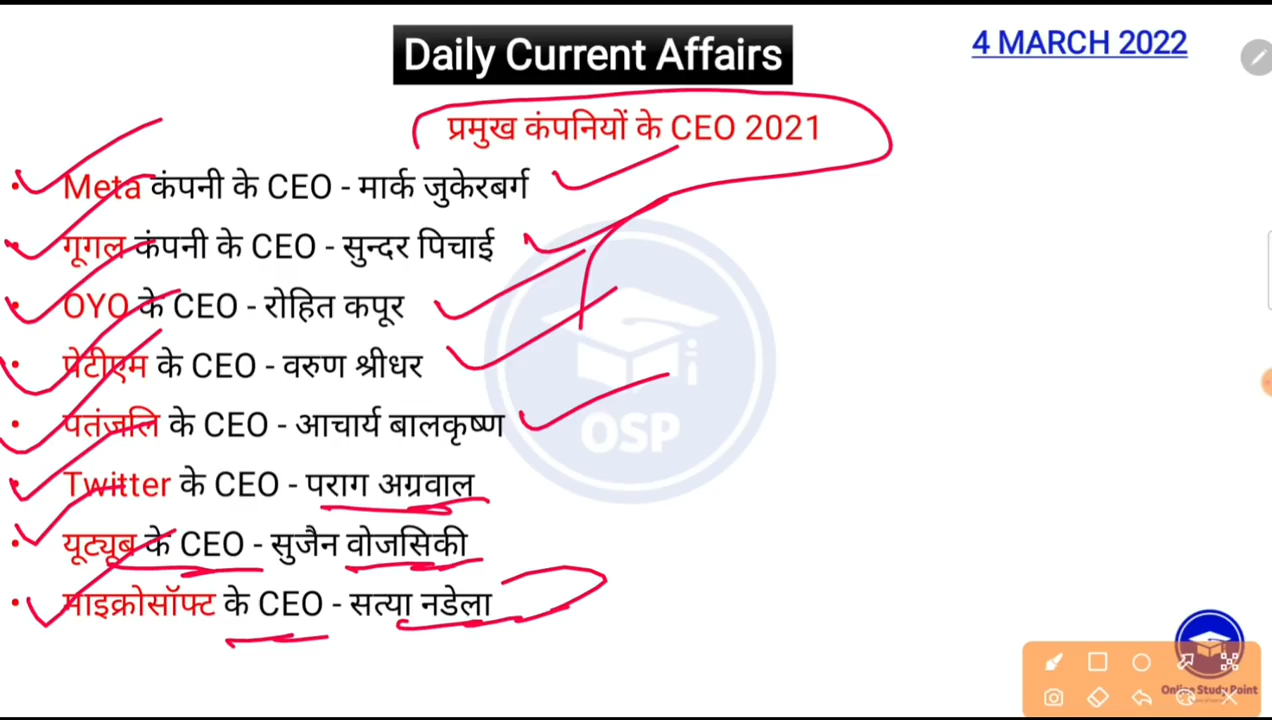 Daily Current Affairs
4 MARCH 2022
प्रमुख कंपनियों के CEO 2021
• Meta कंपनी के CEO - मार्क जुकेरबर्ग
• गूगल कंपनी के CEO - सुन्दर पिचाई
• OYO के CEO - रोहित कपूर
• पेटीएम के CEO - वरुण श्रीधर
• पतंजलि के CEO - आचार्य बालकृष्ण
• Twitter के CEO - पराग अग्रवाल
• यूट्यूब के CEO - सुजैन वोजसिकी
• माइक्रोसॉफ्ट के CEO - सत्या नडेला
OSP
Online Study Point